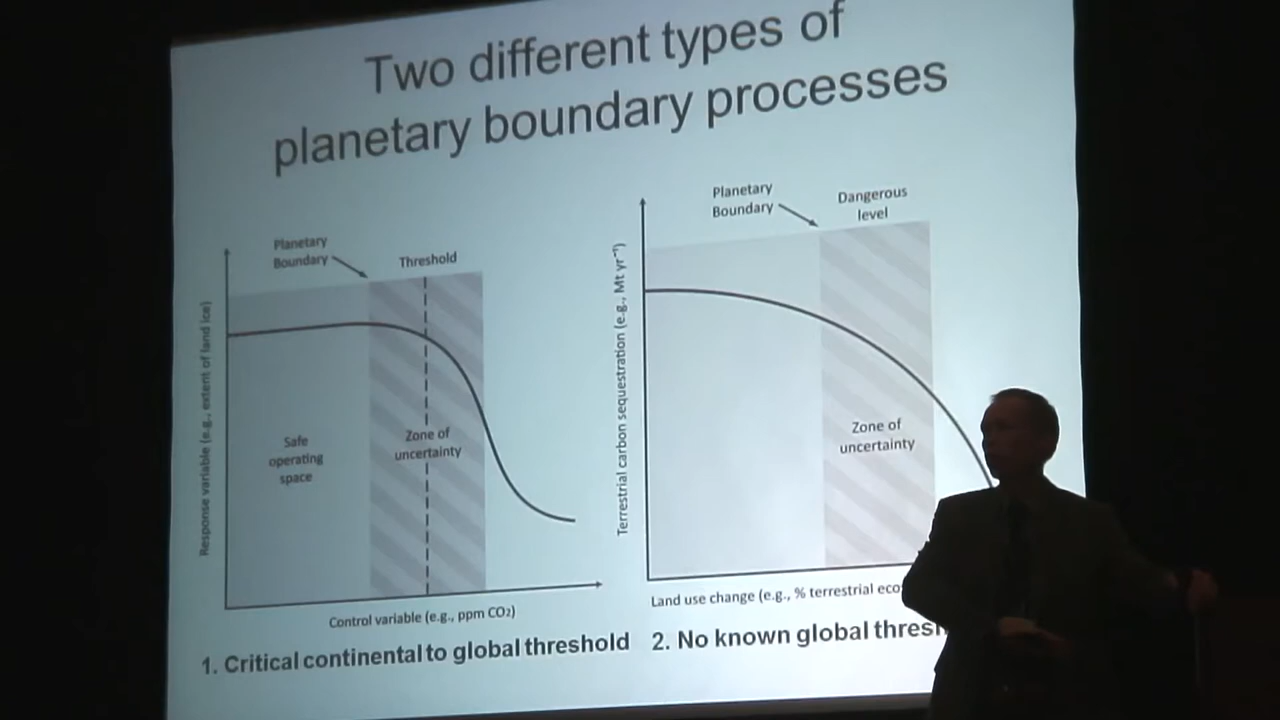 Two different types of
planetary boundary processes
Planetary
Boundary
Threshold
Response variable (e.g., extent of land ice)
Safe
operating
space
Zone of
uncertainty
Control variable (e.g., ppm CO₂)
1. Critical continental to global threshold
Planetary
Boundary
Dangerous
level
Terrestrial carbon sequestration (e.g., Mt yr⁻¹)
Zone of
uncertainty
Land use change (e.g., % terrestrial
2. No known global